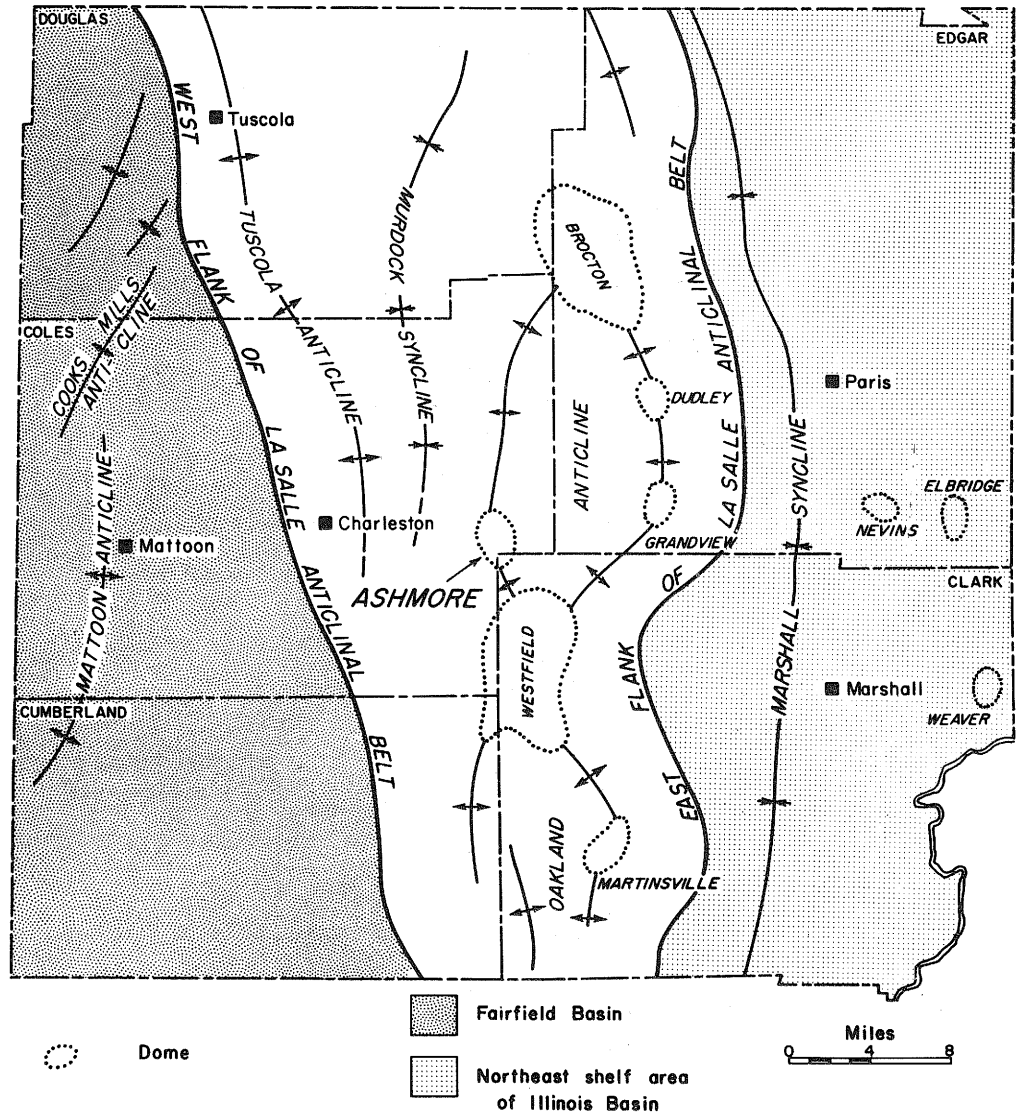 DOUGLAS
EDGAR
WEST
FLANK
OF
LA SALLE
ANTICLINAL
BELT
Tuscola
TUSCOLA
ANTICLINE
MURDOCK
SYNCLINE
BROCTON
BELT
ANTICLINAL
LA SALLE
OF
FLANK
EAST
COOKS MILLS
ANTICLINE
COLES
Paris
DUDLEY
ANTICLINE
SYNCLINE
ELBRIDGE
NEVINS
GRANDVIEW
Charleston
Mattoon
MATTOON ANTICLINE
ASHMORE
CLARK
WESTFIELD
MARSHALL
Marshall
WEAVER
CUMBERLAND
OAKLAND
MARTINSVILLE
Fairfield Basin
Dome
Northeast shelf area
of Illinois Basin
Miles
0 4 8